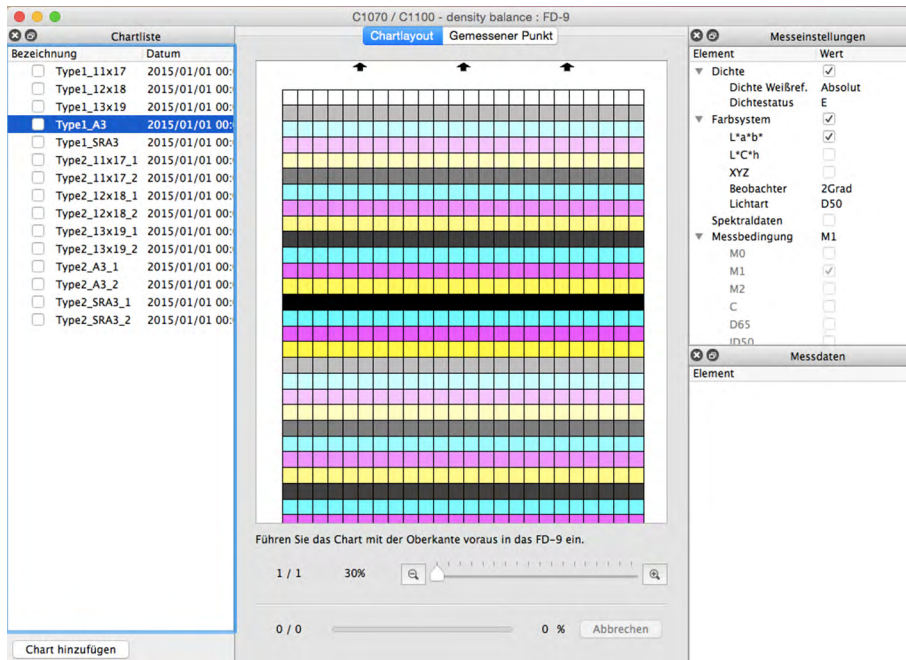 C1070 / C1100 - density balance : FD-9
Chartliste
Bezeichnung Datum
Type1_11x17 2015/01/01 00:
Type1_12x18 2015/01/01 00:
Type1_13x19 2015/01/01 00:
Type1_A3 2015/01/01 00:
Type1_SRA3 2015/01/01 00:
Type2_11x17_1 2015/01/01 00:
Type2_11x17_2 2015/01/01 00:
Type2_12x18_1 2015/01/01 00:
Type2_12x18_2 2015/01/01 00:
Type2_13x19_1 2015/01/01 00:
Type2_13x19_2 2015/01/01 00:
Type2_A3_1 2015/01/01 00:
Type2_A3_2 2015/01/01 00:
Type2_SRA3_1 2015/01/01 00:
Type2_SRA3_2 2015/01/01 00:
Chart hinzufügen
Chartlayout Gemessener Punkt
Führen Sie das Chart mit der Oberkante voraus in das FD-9 ein.
1 / 1 30%
0 / 0 0 % Abbrechen
Messeinstellungen
Element Wert
Dichte
Dichte Weißref. Absolut
Dichtestatus E
Farbsystem
L*a*b*
L*C*h
XYZ
Beobachter 2Grad
Lichtart D50
Spektraldaten
Messbedingung M1
M0
M1
M2
C
D65
ID50
Messdaten
Element